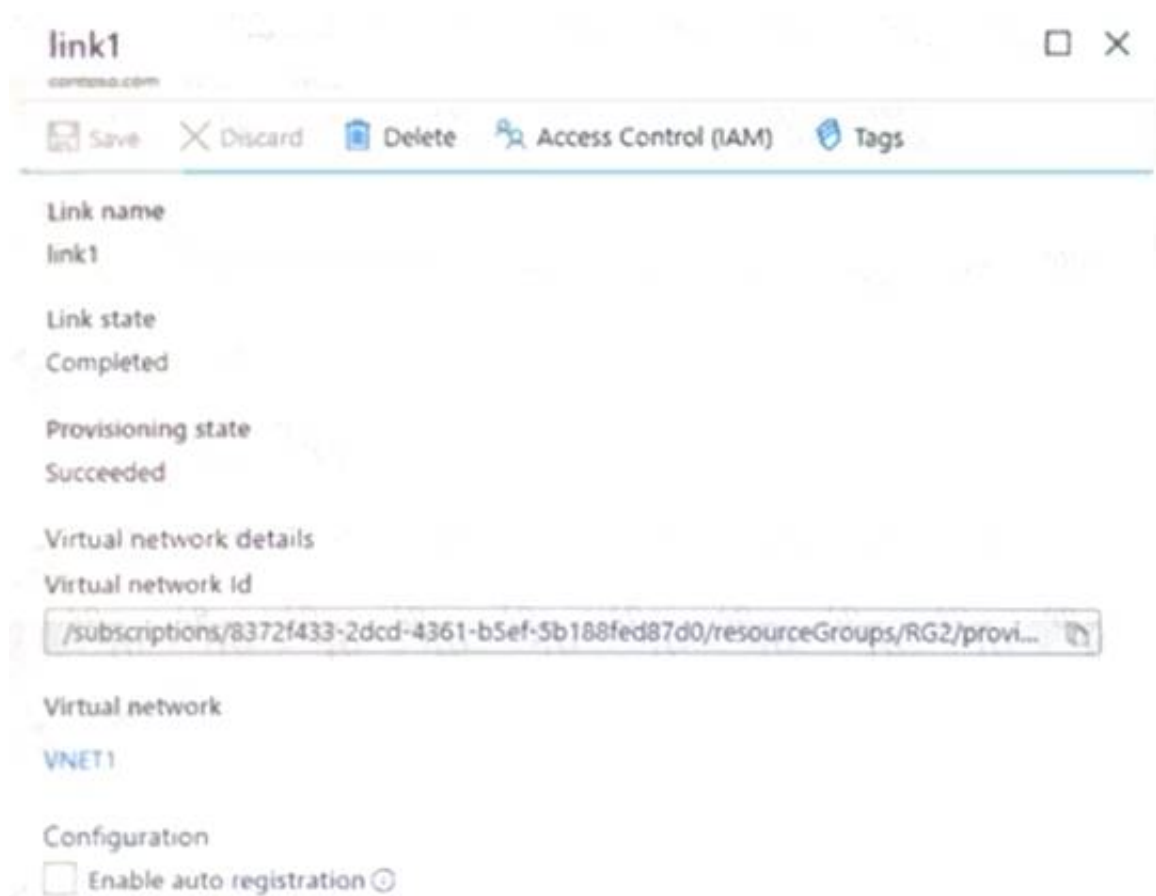 link1
contoso.com
Save Discard Delete Access Control (IAM) Tags
Link name
link1
Link state
Completed
Provisioning state
Succeeded
Virtual network details
Virtual network Id
/subscriptions/8372f433-2dcd-4361-b5ef-5b188fed87d0/resourceGroups/RG2/provi...
Virtual network
VNET1
Configuration
Enable auto registration